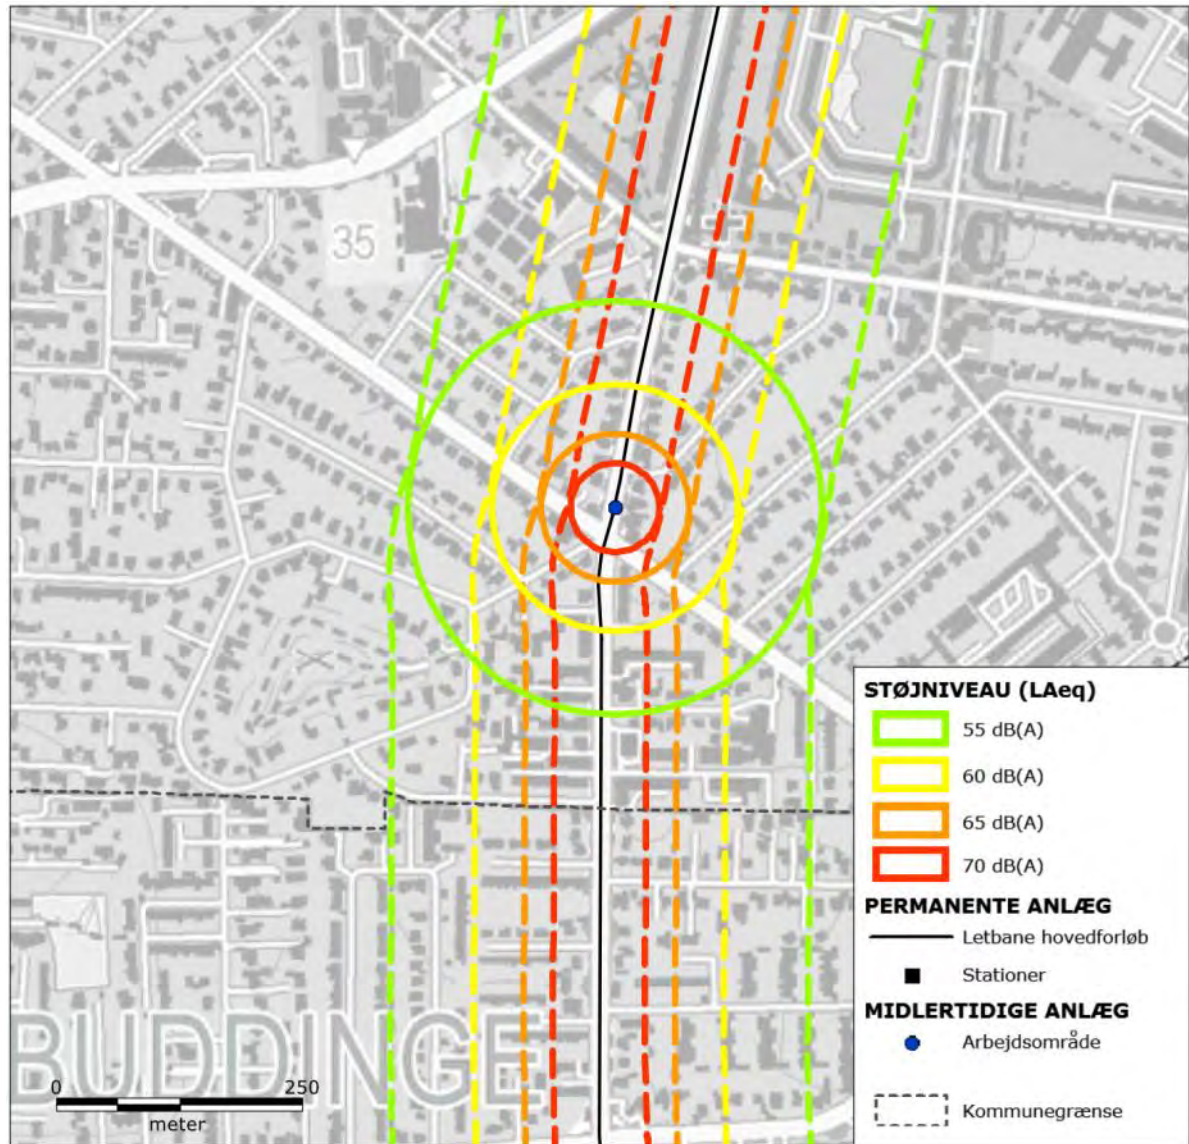 35
STØJNIVEAU (LAeq)
55 dB(A)
60 dB(A)
65 dB(A)
70 dB(A)
PERMANENTE ANLÆG
Letbane hovedforløb
Stationer
MIDLERTIDIGE ANLÆG
Arbejdsområde
Kommunegrænse
BUDDINGE
0 250
meter